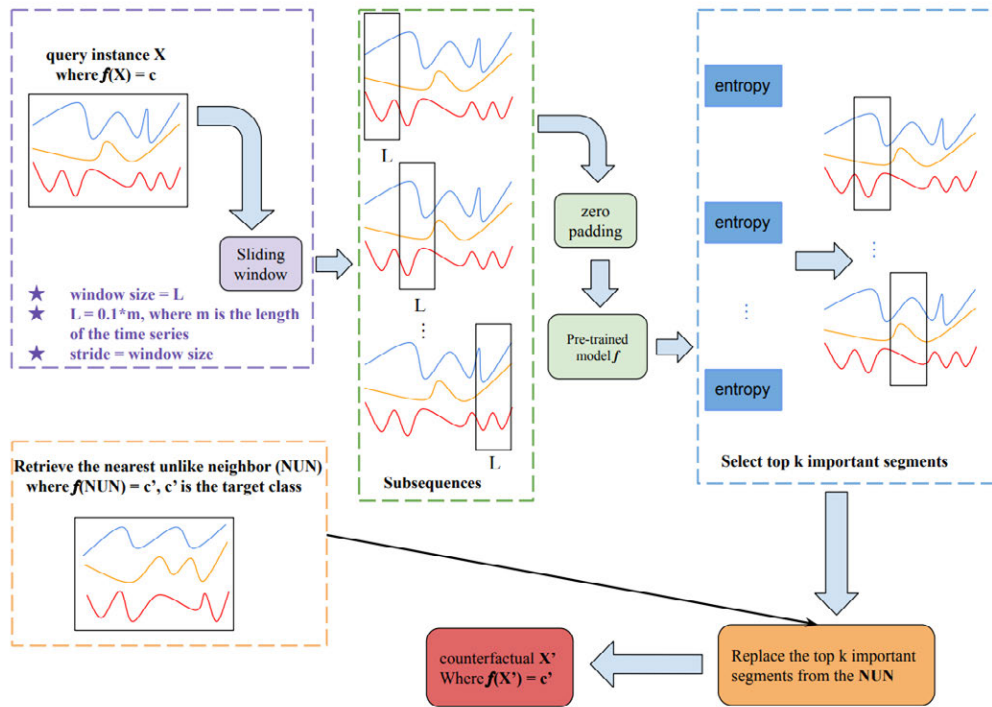 query instance X
where f(X) = c
Sliding
window
★ window size = L
★ L = 0.1*m, where m is the length
of the time series
★ stride = window size
L
L
⋮
L
Subsequences
zero
padding
Pre-trained
model f
entropy
entropy
⋮
entropy
⋮
Select top k important segments
Retrieve the nearest unlike neighbor (NUN)
where f(NUN) = c’, c’ is the target class
counterfactual X’
Where f(X’) = c’
Replace the top k important
segments from the NUN